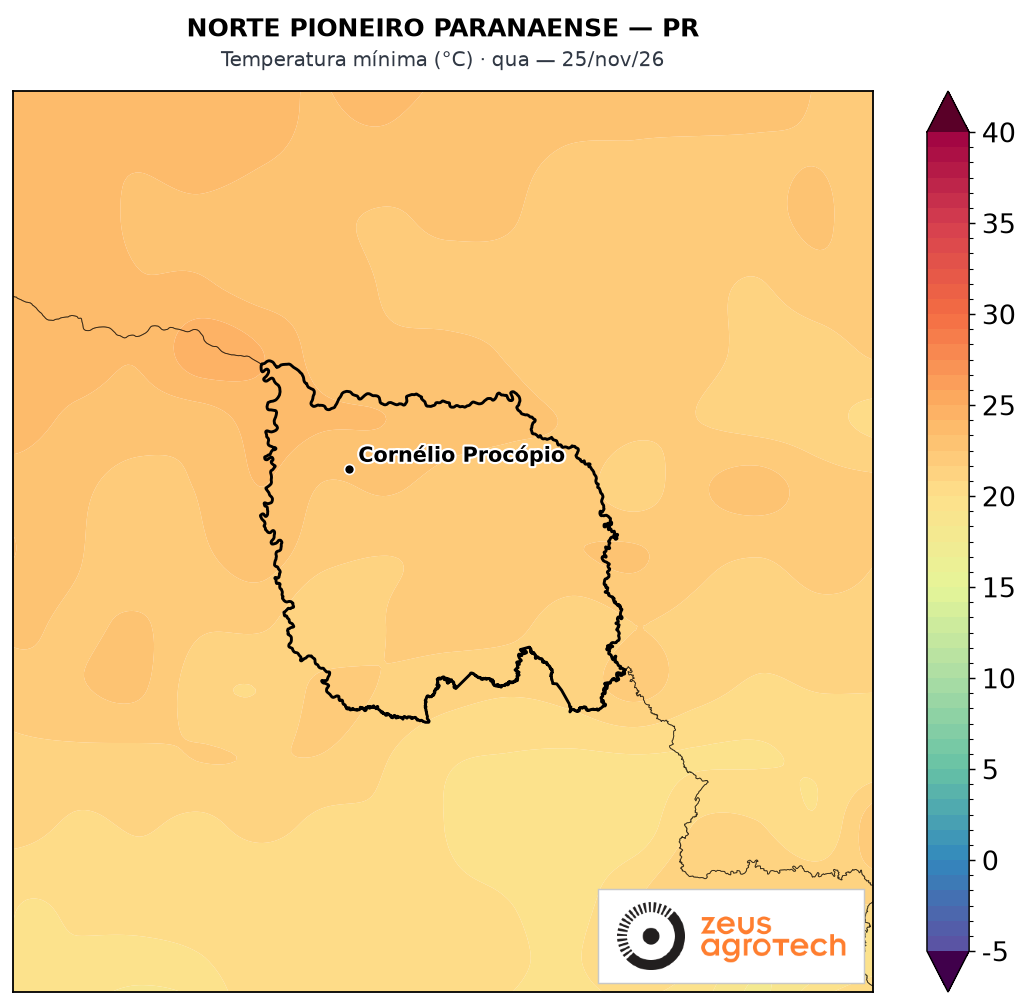 NORTE PIONEIRO PARANAENSE — PR
Temperatura mínima (°C) · qua — 25/nov/26
Cornélio Procópio
40
35
30
25
20
15
10
5
0
-5
zeus
agrotech